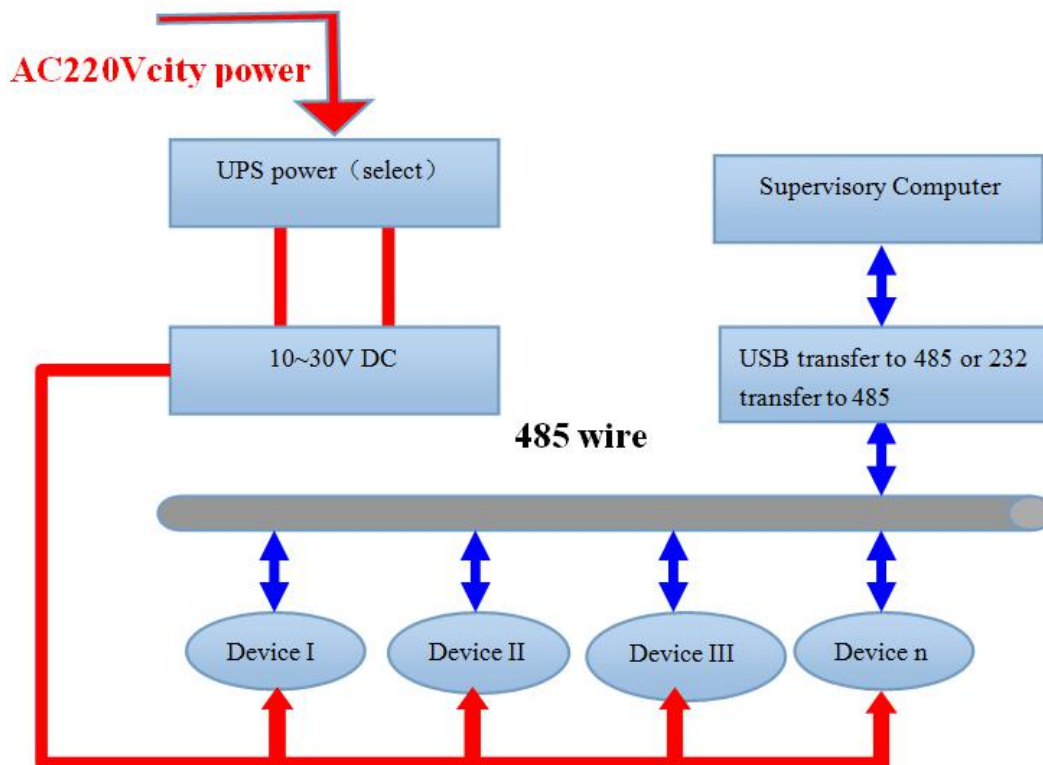 AC220Vcity power
UPS power（select）
Supervisory Computer
10~30V DC
USB transfer to 485 or 232
transfer to 485
485 wire
Device I
Device II
Device III
Device n